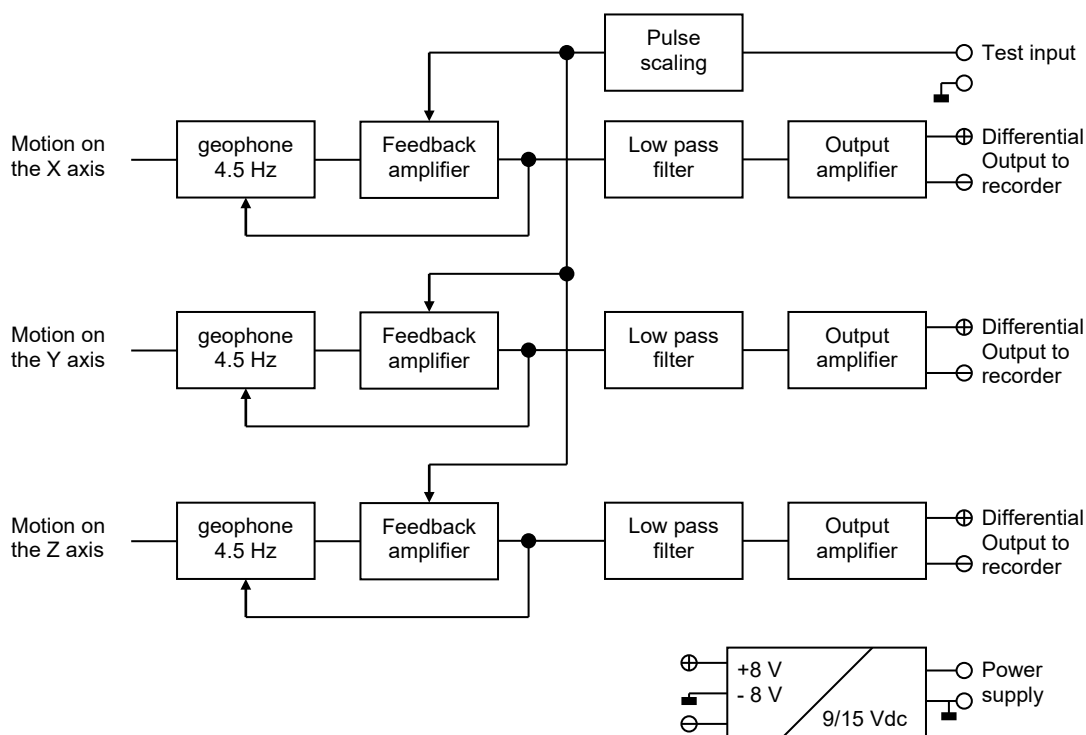 Pulse
scaling
Test input
Motion on
the X axis
geophone
4.5 Hz
Feedback
amplifier
Low pass
filter
Output
amplifier
Differential
Output to
recorder
Motion on
the Y axis
geophone
4.5 Hz
Feedback
amplifier
Low pass
filter
Output
amplifier
Differential
Output to
recorder
Motion on
the Z axis
geophone
4.5 Hz
Feedback
amplifier
Low pass
filter
Output
amplifier
Differential
Output to
recorder
+8 V
- 8 V
9/15 Vdc
Power
supply